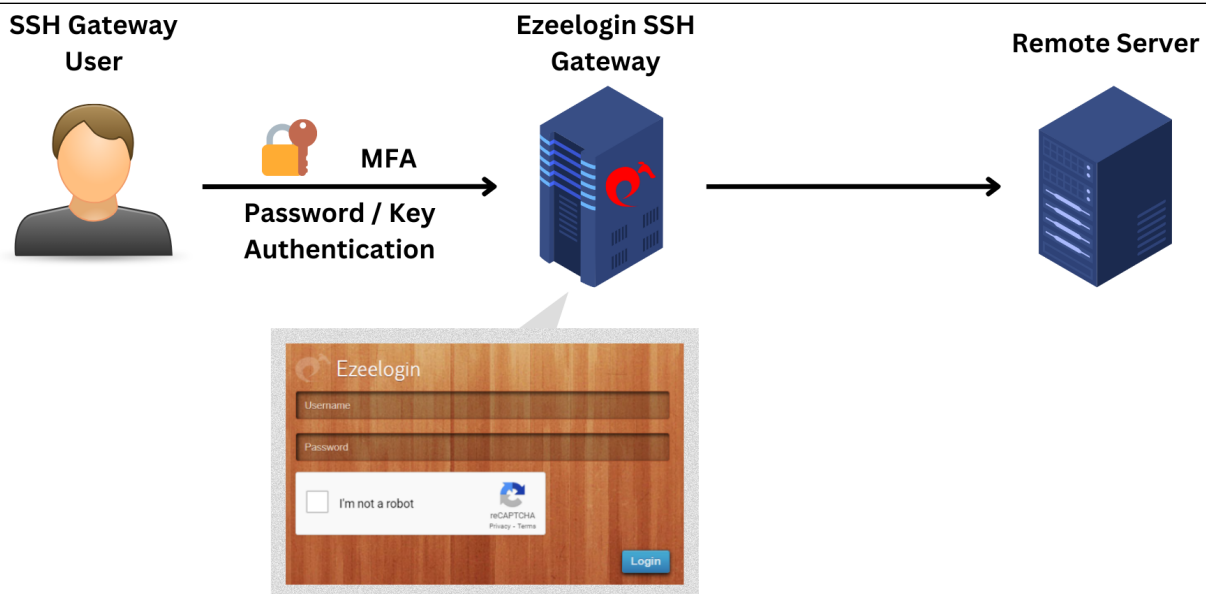 SSH Gateway
User
Ezeelogin SSH
Gateway
Remote Server
MFA
Password / Key
Authentication
Ezeelogin
Username
Password
I'm not a robot
reCAPTCHA
Privacy - Terms
Login